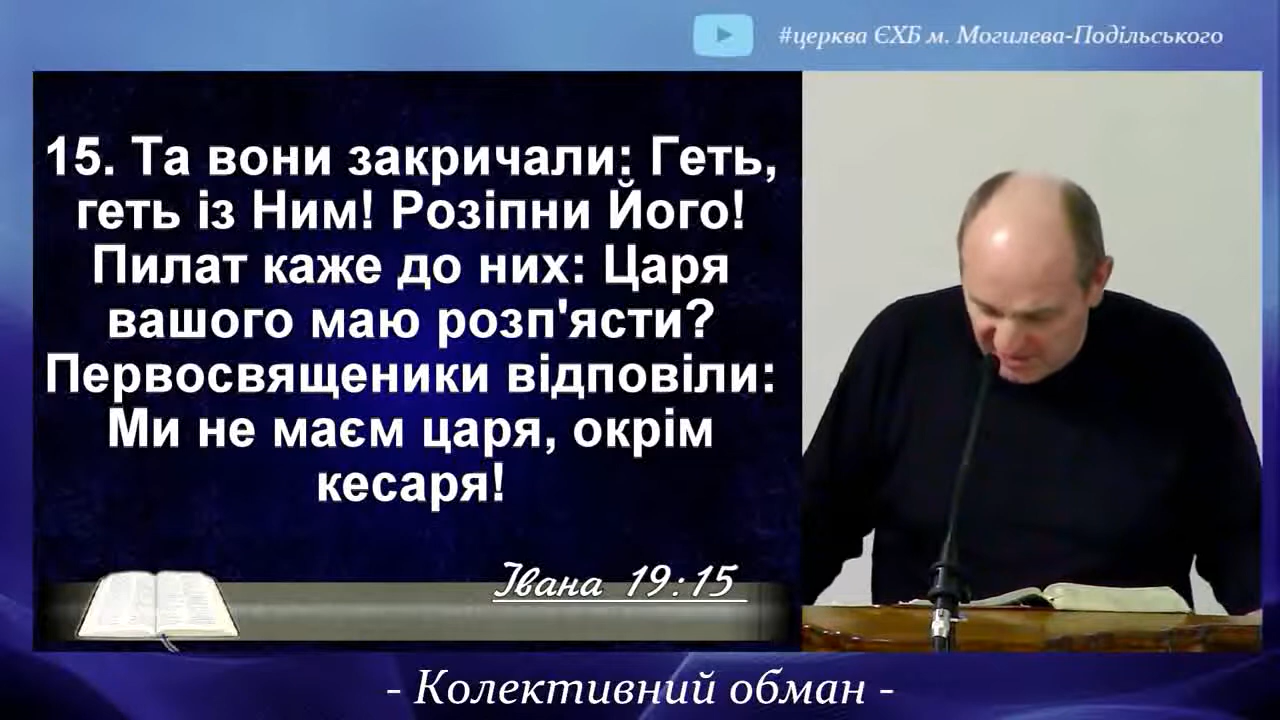 #церква ЄХБ м. Могилева-Подільського
15. Та вони закричали: Геть,
геть із Ним! Розіпни Його!
Пилат каже до них: Царя
вашого маю розп'ясти?
Первосвященики відповіли:
Ми не маєм царя, окрім
кесаря!
Івана 19:15
- Колективний обман -